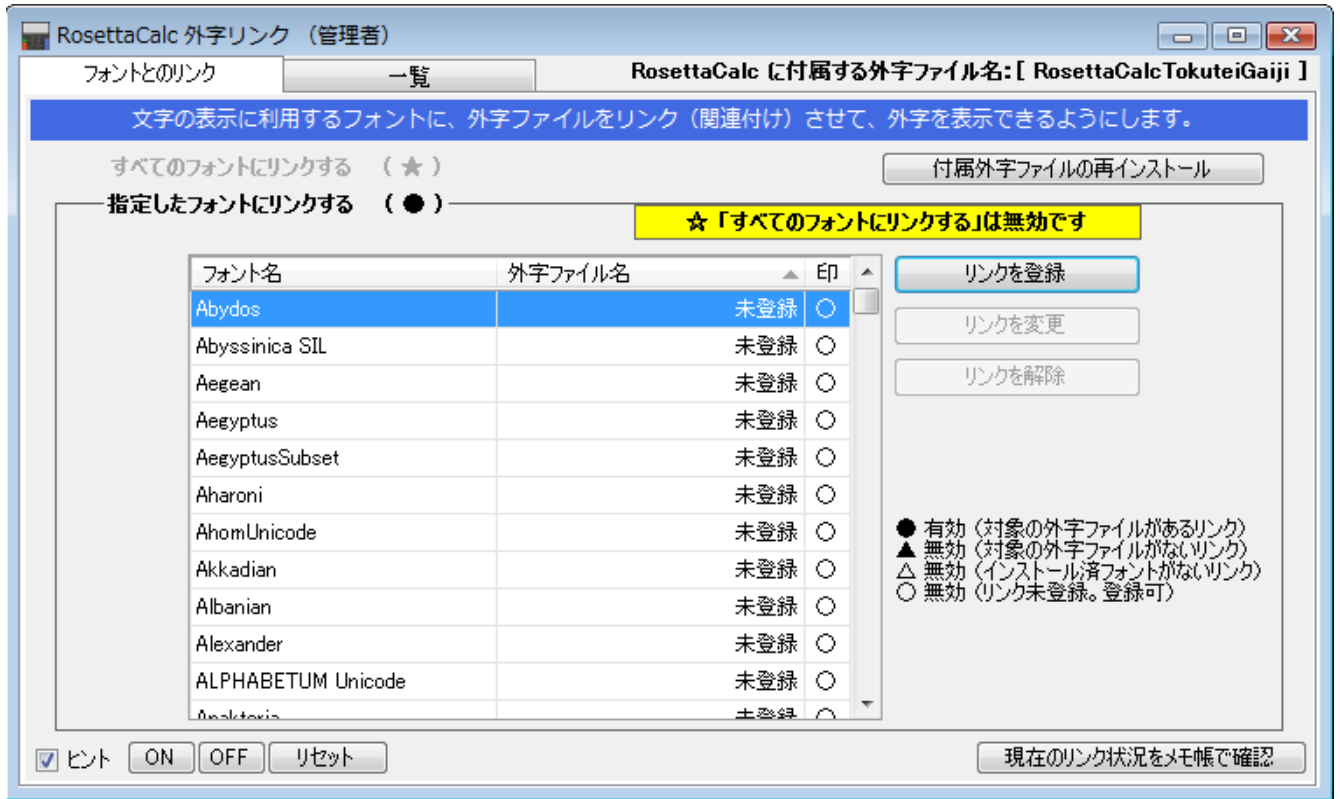 RosettaCalc 外字リンク （管理者）
フォントとのリンク 一覧 RosettaCalc に付属する外字ファイル名：[ RosettaCalcTokuteiGaiji ]
文字の表示に利用するフォントに、外字ファイルをリンク（関連付け）させて、外字を表示できるようにします。
すべてのフォントにリンクする （ ★ ） 付属外字ファイルの再インストール
指定したフォントにリンクする （ ● ）
☆「すべてのフォントにリンクする」は無効です
フォント名 外字ファイル名 印 リンクを登録
Abydos 未登録 ○
リンクを変更
Abyssinica SIL 未登録 ○
Aegean 未登録 ○ リンクを解除
Aegyptus 未登録 ○
AegyptusSubset 未登録 ○
Aharoni 未登録 ○
AhomUnicode 未登録 ○
Akkadian 未登録 ○
Albanian 未登録 ○
Alexander 未登録 ○
ALPHABETUM Unicode 未登録 ○
Anaktoria 未登録 ○
● 有効（対象の外字ファイルがあるリンク）
▲ 無効（対象の外字ファイルがないリンク）
△ 無効（インストール済フォントがないリンク）
○ 無効（リンク未登録。登録可）
ヒント ON OFF リセット 現在のリンク状況をメモ帳で確認